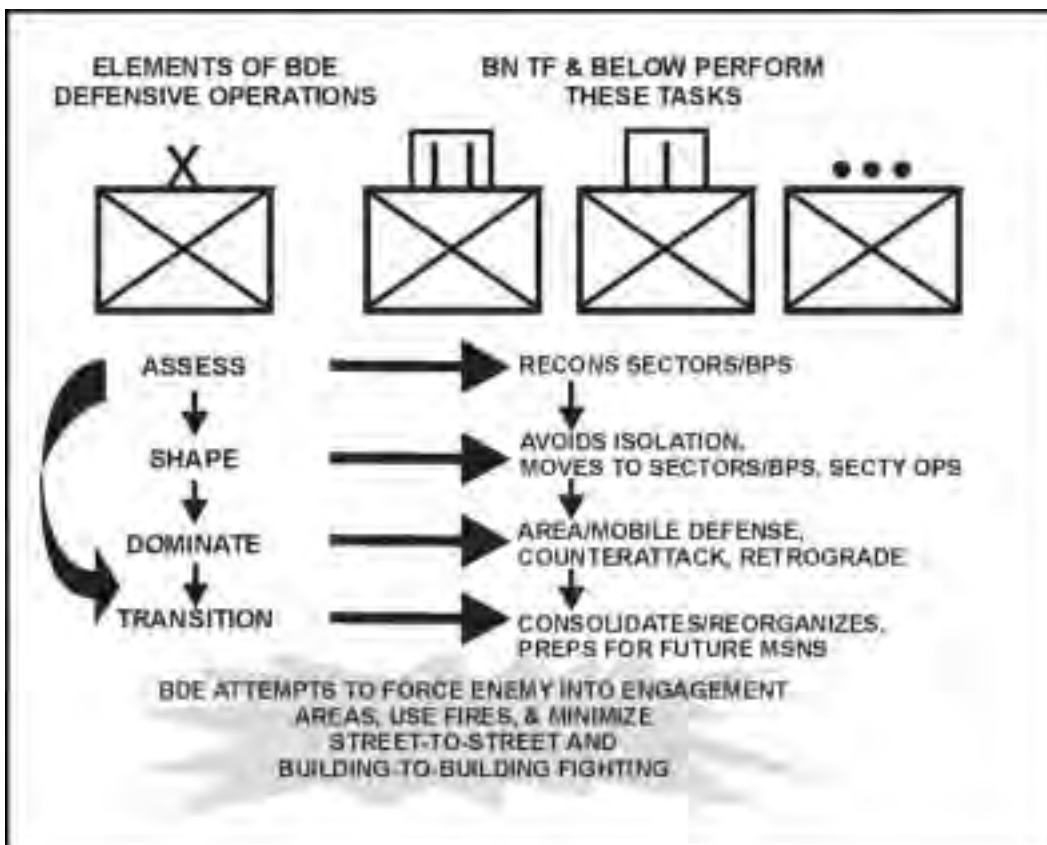 ELEMENTS OF BDE
DEFENSIVE OPERATIONS
BN TF & BELOW PERFORM
THESE TASKS
X
ASSESS
RECONS SECTORS/BPS
SHAPE
AVOIDS ISOLATION,
MOVES TO SECTORS/BPS, SECTY OPS
DOMINATE
AREA/MOBILE DEFENSE,
COUNTERATTACK, RETROGRADE
TRANSITION
CONSOLIDATES/REORGANIZES,
PREPS FOR FUTURE MSNS
BDE ATTEMPTS TO FORCE ENEMY INTO ENGAGEMENT
AREAS, USE FIRES, & MINIMIZE
STREET-TO-STREET AND
BUILDING-TO-BUILDING FIGHTING